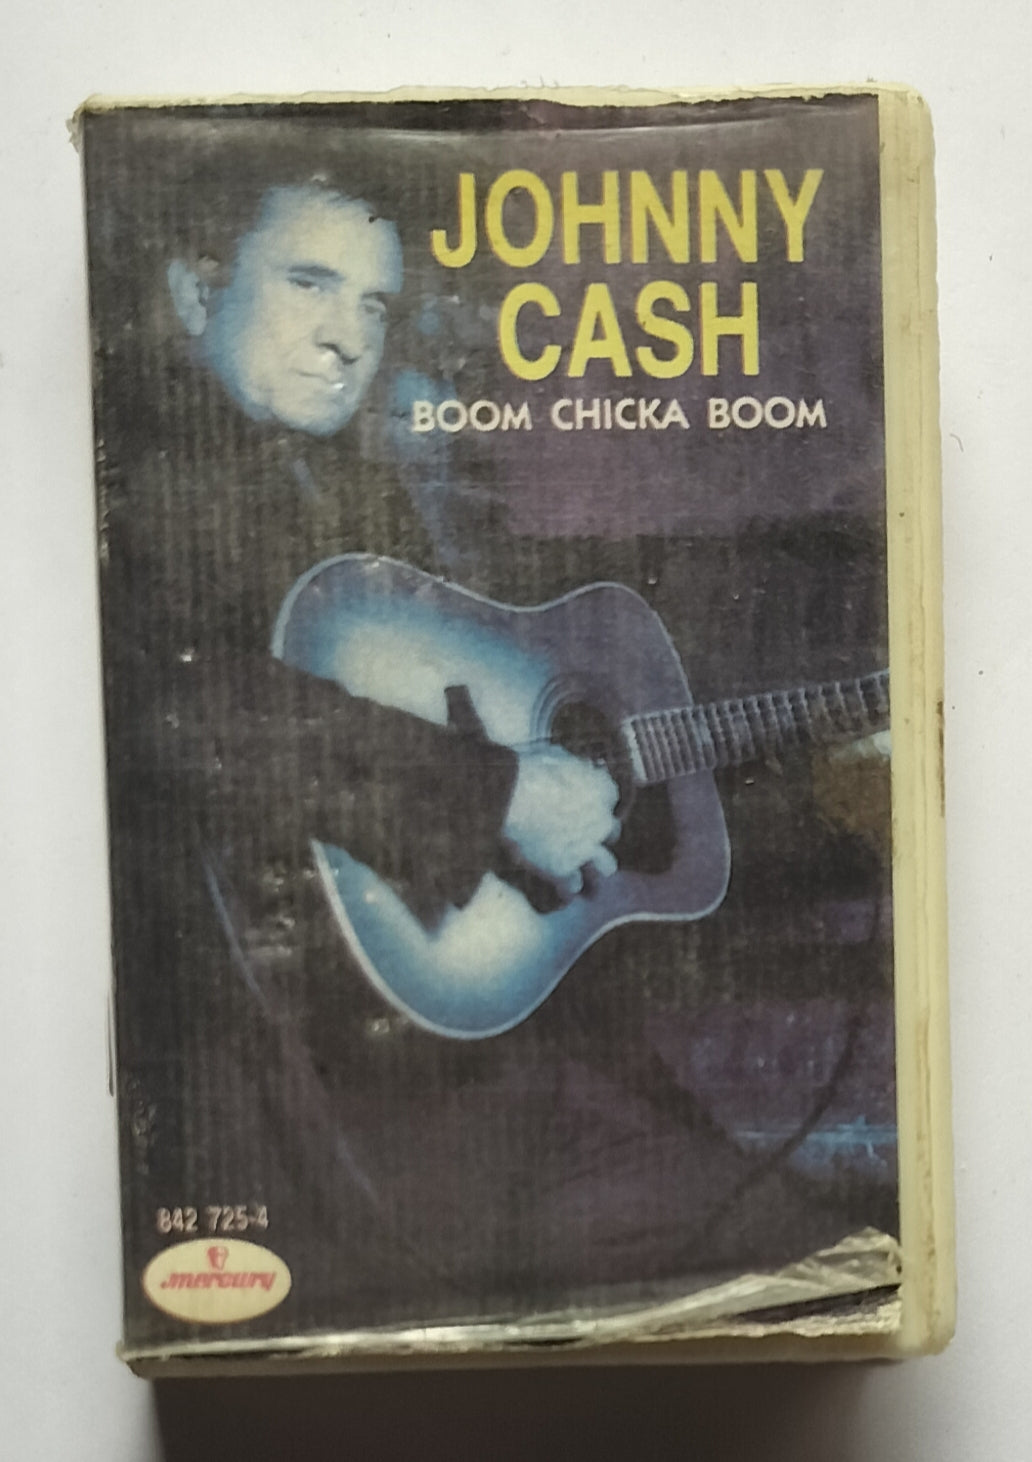 JOHNNY
CASH
BOOM CHICKA BOOM
842 725-4
mercury